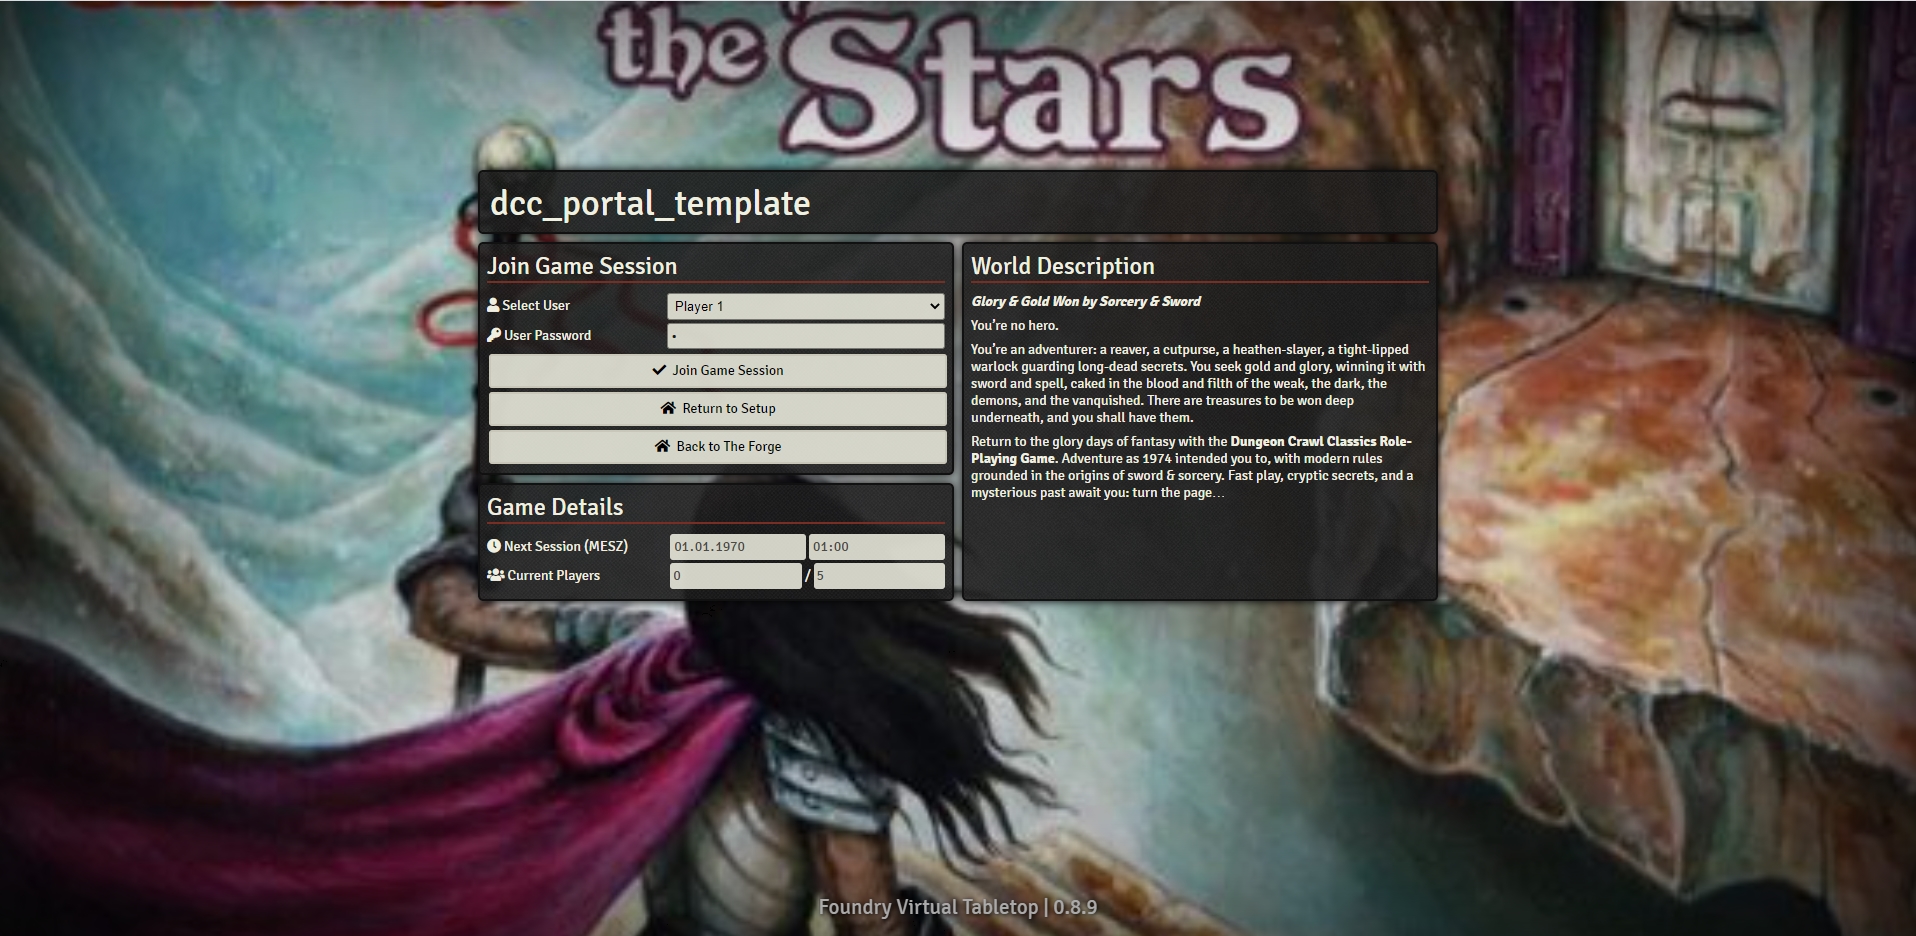 the Stars
dcc_portal_template
Join Game Session
Select User
Player 1
User Password
•
Join Game Session
Return to Setup
Back to The Forge
Game Details
Next Session (MESZ)
01.01.1970 01:00
Current Players
0 / 5
World Description
Glory & Gold Won by Sorcery & Sword
You're no hero.
You're an adventurer: a reaver, a cutpurse, a heathen-slayer, a tight-lipped
warlock guarding long-dead secrets. You seek gold and glory, winning it with
sword and spell, caked in the blood and filth of the weak, the dark, the
demons, and the vanquished. There are treasures to be won deep
underneath, and you shall have them.
Return to the glory days of fantasy with the Dungeon Crawl Classics Role-
Playing Game. Adventure as 1974 intended you to, with modern rules
grounded in the origins of sword & sorcery. Fast play, cryptic secrets, and a
mysterious past await you: turn the page…
Foundry Virtual Tabletop | 0.8.9